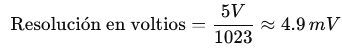 Resolución en voltios = 5V / 1023 ≈ 4.9 mV